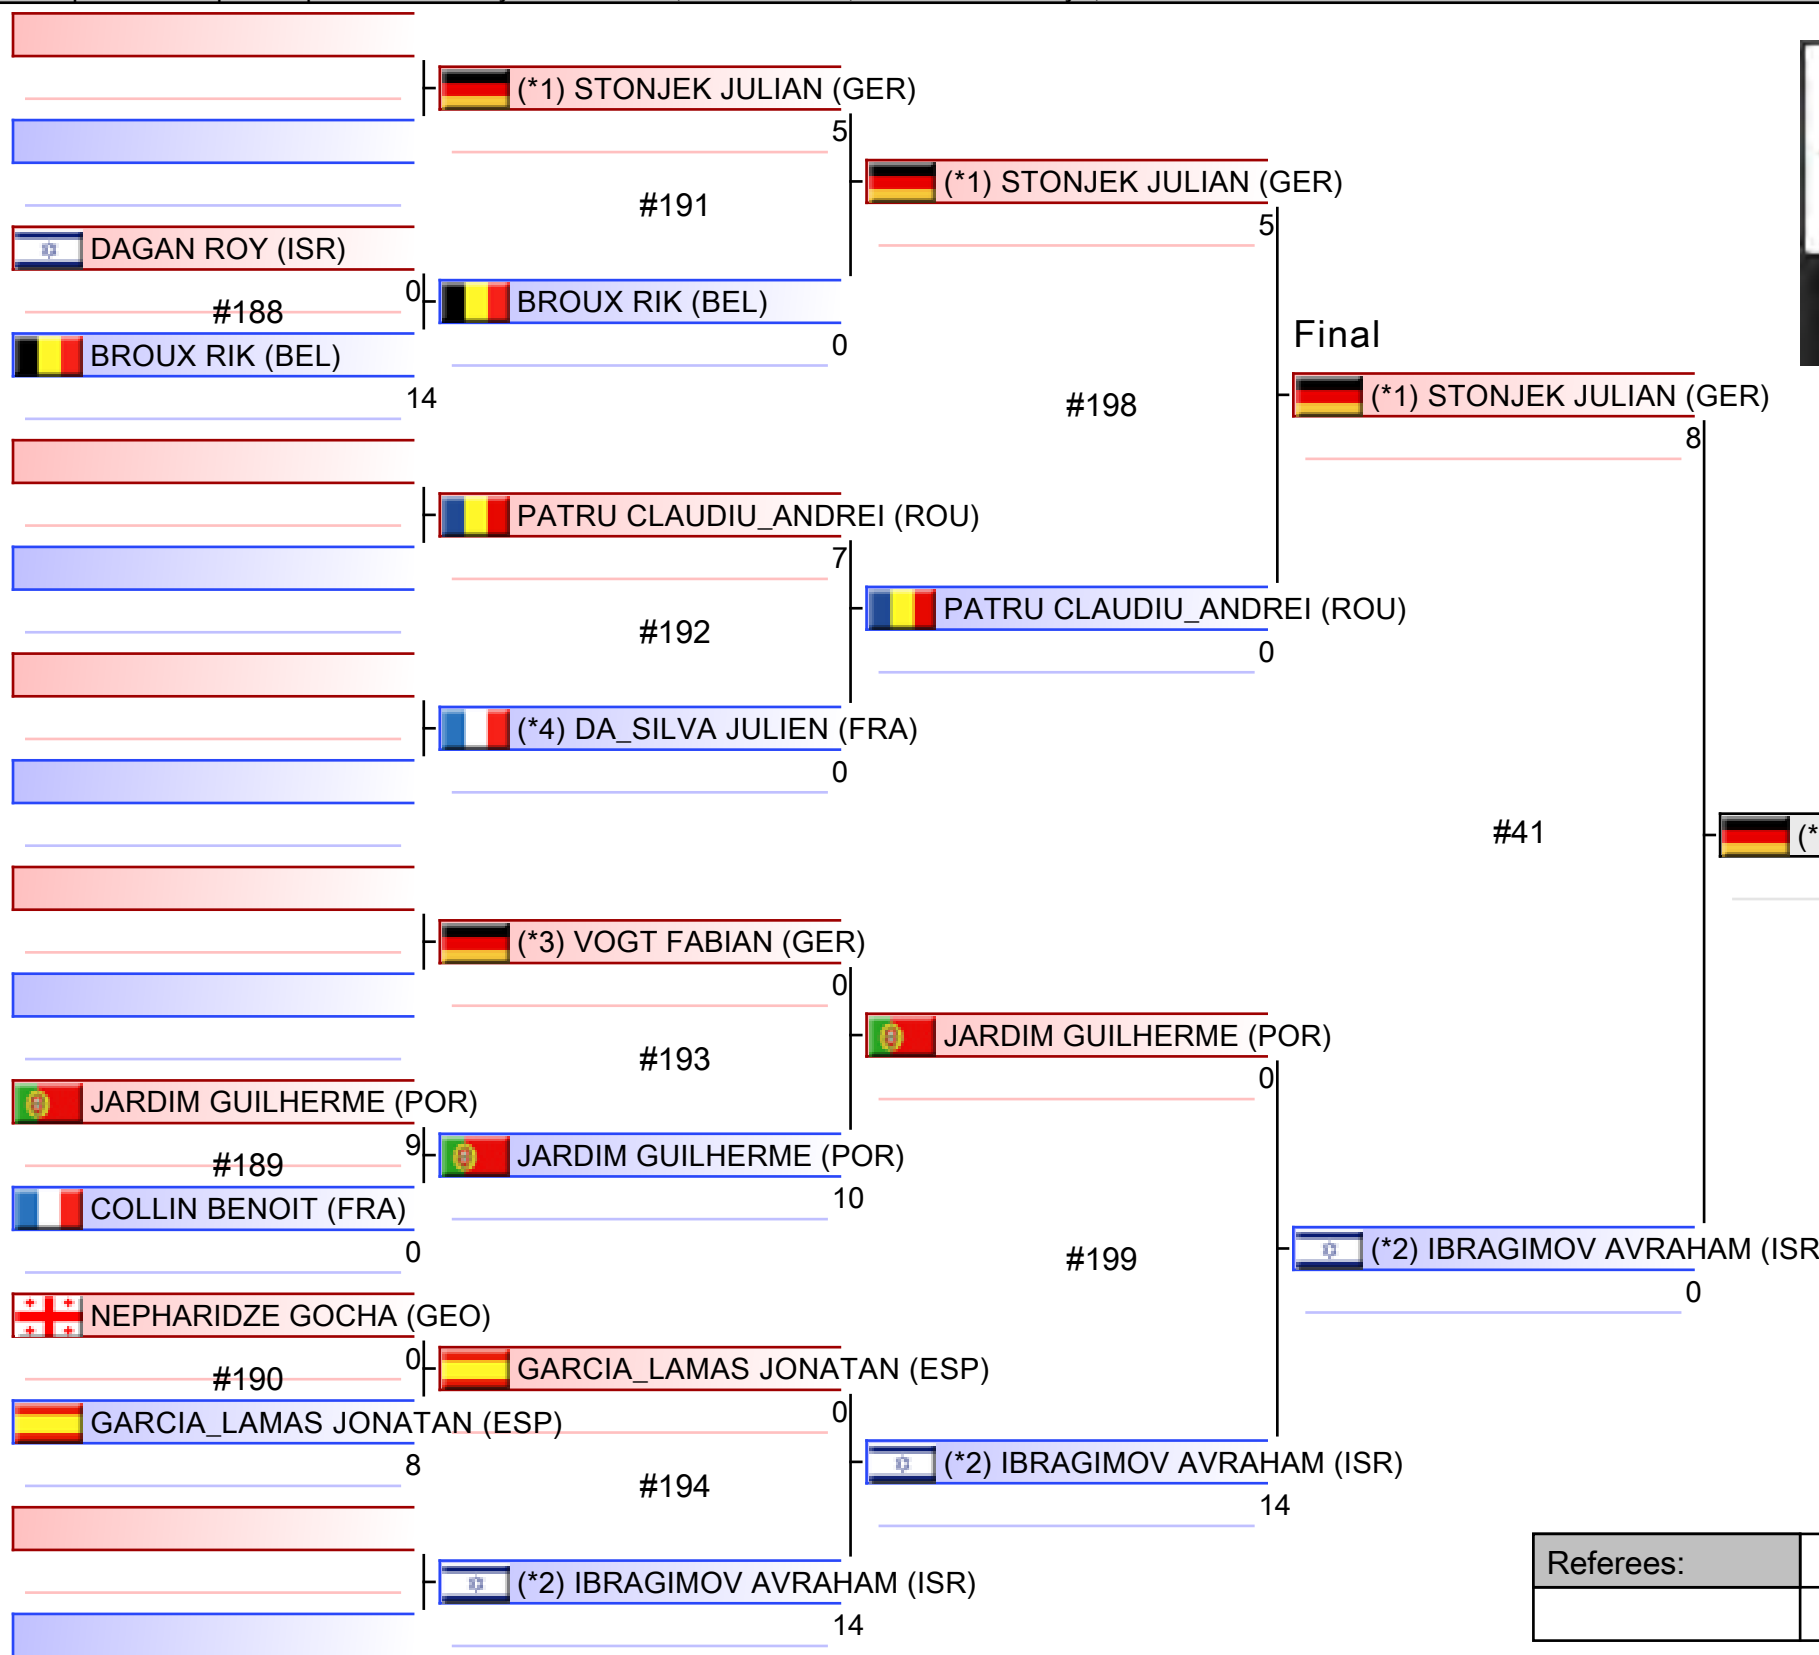 (*1) STONJEK JULIAN (GER)
5
(*1) STONJEK JULIAN (GER)
#191
5
DAGAN ROY (ISR)
0
#188
BROUX RIK (BEL)
0
Final
BROUX RIK (BEL)
14
(*1) STONJEK JULIAN (GER)
#198
8
PATRU CLAUDIU_ANDREI (ROU)
7
PATRU CLAUDIU_ANDREI (ROU)
#192
0
(*4) DA_SILVA JULIEN (FRA)
0
#41
(*
(*3) VOGT FABIAN (GER)
0
JARDIM GUILHERME (POR)
#193
0
JARDIM GUILHERME (POR)
9
#189
JARDIM GUILHERME (POR)
10
COLLIN BENOIT (FRA)
0
#199
(*2) IBRAGIMOV AVRAHAM (ISR
0
NEPHARIDZE GOCHA (GEO)
0
#190
GARCIA_LAMAS JONATAN (ESP)
0
GARCIA_LAMAS JONATAN (ESP)
8
(*2) IBRAGIMOV AVRAHAM (ISR)
#194
14
(*2) IBRAGIMOV AVRAHAM (ISR)
14
Referees: